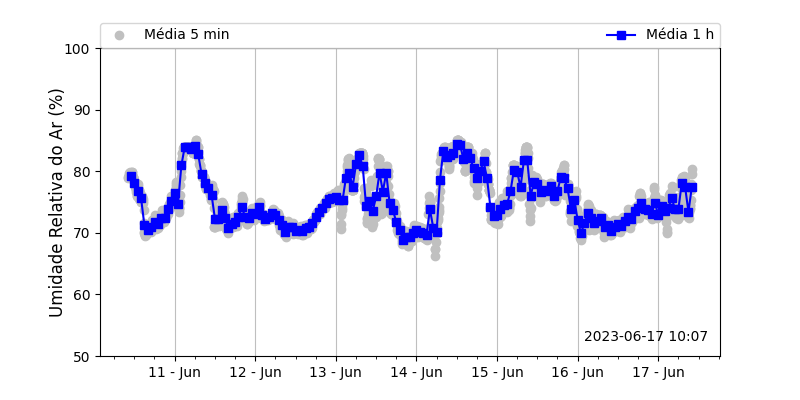 Média 5 min
Média 1 h
Umidade Relativa do Ar (%)
100
90
80
70
60
50
2023-06-17 10:07
11 - Jun
12 - Jun
13 - Jun
14 - Jun
15 - Jun
16 - Jun
17 - Jun